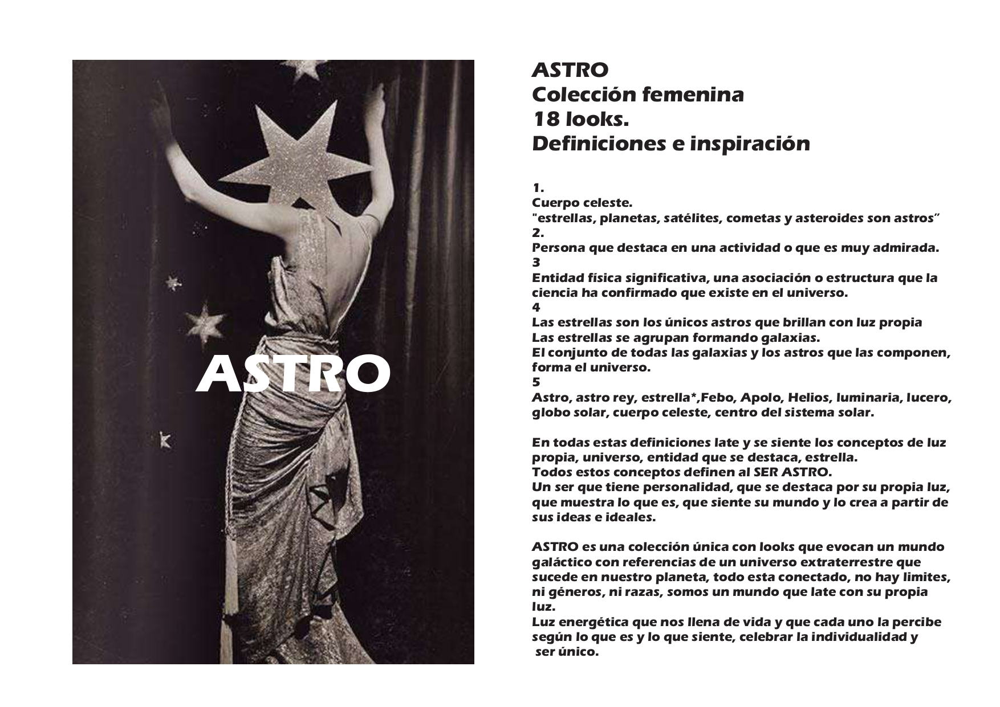 ASTRO
ASTRO
Colección femenina
18 looks.
Definiciones e inspiración
1.
Cuerpo celeste.
"estrellas, planetas, satélites, cometas y asteroides son astros”
2.
Persona que destaca en una actividad o que es muy admirada.
3
Entidad física significativa, una asociación o estructura que la
ciencia ha confirmado que existe en el universo.
4
Las estrellas son los únicos astros que brillan con luz propia
Las estrellas se agrupan formando galaxias.
El conjunto de todas las galaxias y los astros que las componen,
forma el universo.
5
Astro, astro rey, estrella*,Febo, Apolo, Helios, luminaria, lucero,
globo solar, cuerpo celeste, centro del sistema solar.
En todas estas definiciones late y se siente los conceptos de luz
propia, universo, entidad que se destaca, estrella.
Todos estos conceptos definen al SER ASTRO.
Un ser que tiene personalidad, que se destaca por su propia luz,
que muestra lo que es, que siente su mundo y lo crea a partir de
sus ideas e ideales.
ASTRO es una colección única con looks que evocan un mundo
galáctico con referencias de un universo extraterrestre que
sucede en nuestro planeta, todo esta conectado, no hay limites,
ni géneros, ni razas, somos un mundo que late con su propia
luz.
Luz energética que nos llena de vida y que cada uno la percibe
según lo que es y lo que siente, celebrar la individualidad y
ser único.